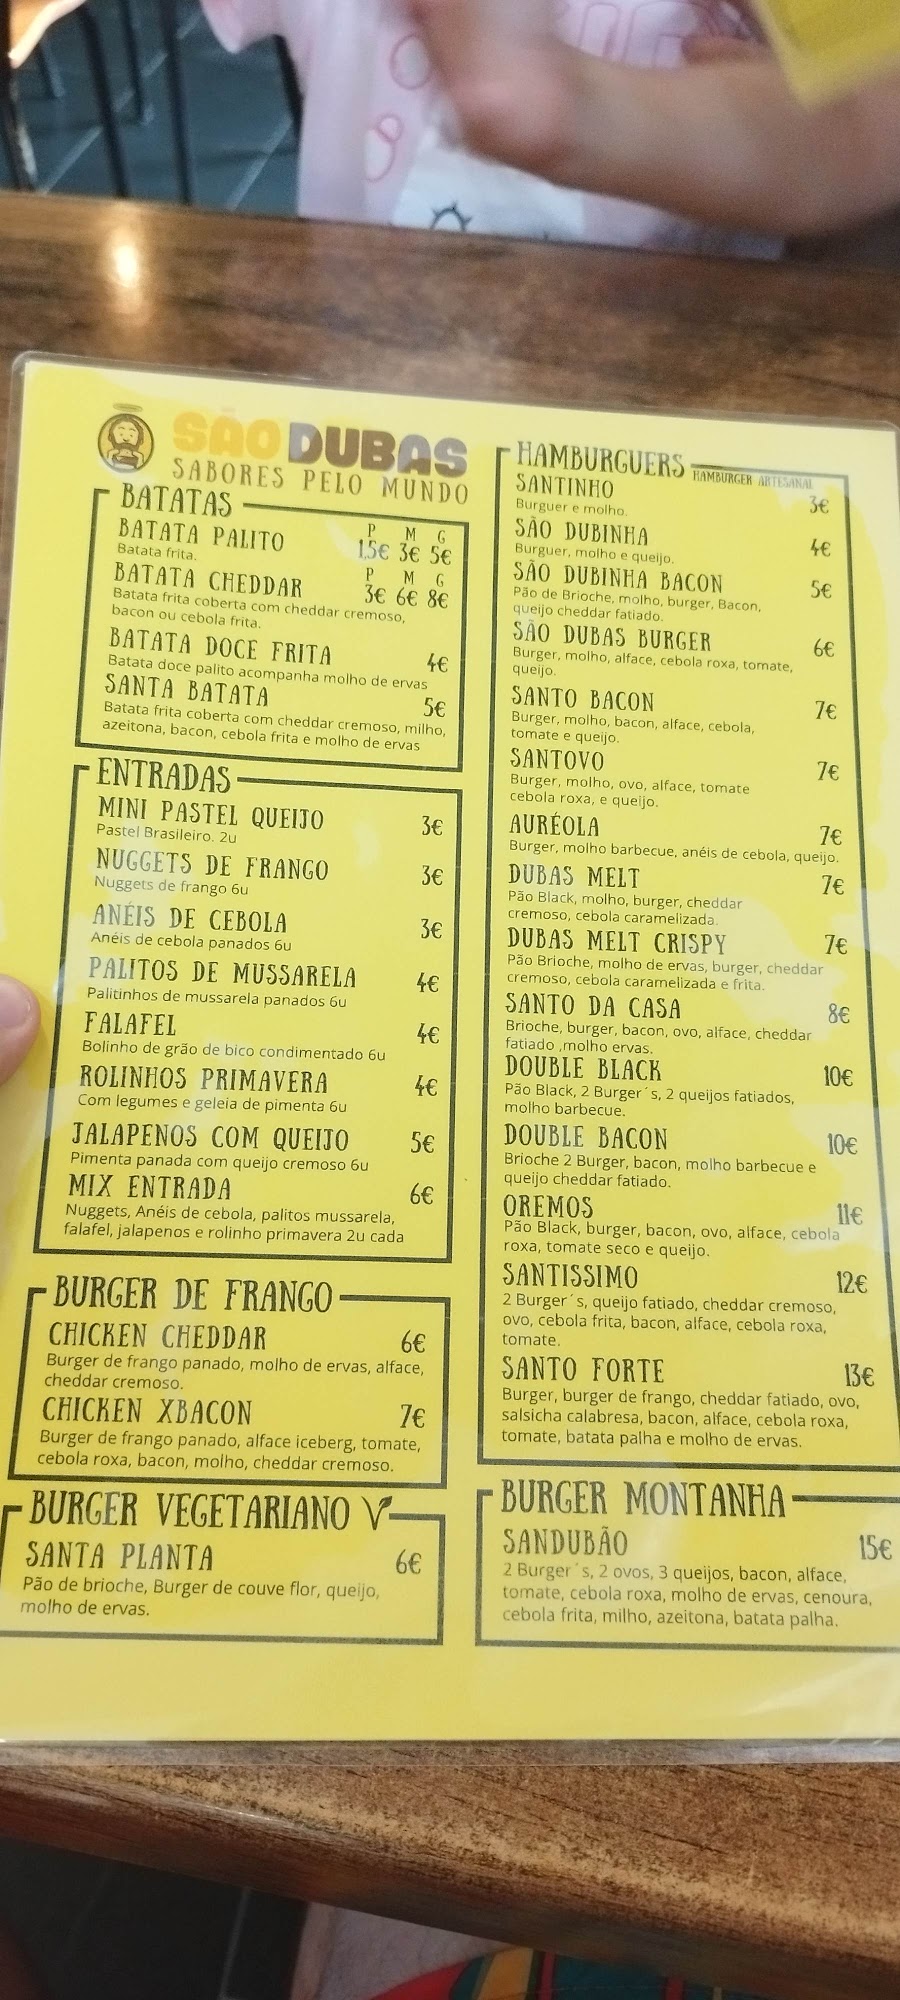 SÃO DUBAS
SABORES PELO MUNDO
BATATAS
P M G
BATATA PALITO 1,5€ 3€ 5€
Batata frita.
P M G
BATATA CHEDDAR 3€ 6€ 8€
Batata frita coberta com cheddar cremoso,
bacon ou cebola frita.
BATATA DOCE FRITA 4€
Batata doce palito acompanha molho de ervas
SANTA BATATA 5€
Batata frita coberta com cheddar cremoso, milho,
azeitona, bacon, cebola frita e molho de ervas
ENTRADAS
MINI PASTEL QUEIJO 3€
Pastel Brasileiro. 2u
NUGGETS DE FRANGO 3€
Nuggets de frango 6u
ANÉIS DE CEBOLA 3€
Anéis de cebola panados 6u
PALITOS DE MUSSARELA 4€
Palitinhos de mussarela panados 6u
FALAFEL 4€
Bolinho de grão de bico condimentado 6u
ROLINHOS PRIMAVERA 4€
Com legumes e geleia de pimenta 6u
JALAPENOS COM QUEIJO 5€
Pimenta panada com queijo cremoso 6u
MIX ENTRADA 6€
Nuggets, Anéis de cebola, palitos mussarela,
falafel, jalapenos e rolinho primavera 2u cada
BURGER DE FRANGO
CHICKEN CHEDDAR 6€
Burger de frango panado, molho de ervas, alface,
cheddar cremoso.
CHICKEN XBACON 7€
Burger de frango panado, alface iceberg, tomate,
cebola roxa, bacon, molho, cheddar cremoso.
BURGER VEGETARIANO
SANTA PLANTA 6€
Pão de brioche, Burger de couve flor, queijo,
molho de ervas.
HAMBURGUERS HAMBURGER ARTESANAL
SANTINHO 3€
Burguer e molho.
SÃO DUBINHA 4€
Burguer, molho e queijo.
SÃO DUBINHA BACON 5€
Pão de Brioche, molho, burger, Bacon,
queijo cheddar fatiado.
SÃO DUBAS BURGER 6€
Burger, molho, alface, cebola roxa, tomate,
queijo.
SANTO BACON 7€
Burger, molho, bacon, alface, cebola,
tomate e queijo.
SANTOVO 7€
Burger, molho, ovo, alface, tomate
cebola roxa, e queijo.
AURÉOLA 7€
Burger, molho barbecue, anéis de cebola, queijo.
DUBAS MELT 7€
Pão Black, molho, burger, cheddar
cremoso, cebola caramelizada.
DUBAS MELT CRISPY 7€
Pão Brioche, molho de ervas, burger, cheddar
cremoso, cebola caramelizada e frita.
SANTO DA CASA 8€
Brioche, burger, bacon, ovo, alface, cheddar
fatiado ,molho ervas.
DOUBLE BLACK 10€
Pão Black, 2 Burger´s, 2 queijos fatiados,
molho barbecue.
DOUBLE BACON 10€
Brioche 2 Burger, bacon, molho barbecue e
queijo cheddar fatiado.
OREMOS 11€
Pão Black, burger, bacon, ovo, alface, cebola
roxa, tomate seco e queijo.
SANTISSIMO 12€
2 Burger´s, queijo fatiado, cheddar cremoso,
ovo, cebola frita, bacon, alface, cebola roxa,
tomate.
SANTO FORTE 13€
Burger, burger de frango, cheddar fatiado, ovo,
salsicha calabresa, bacon, alface, cebola roxa,
tomate, batata palha e molho de ervas.
BURGER MONTANHA
SANDUBÃO 15€
2 Burger´s, 2 ovos, 3 queijos, bacon, alface,
tomate, cebola roxa, molho de ervas, cenoura,
cebola frita, milho, azeitona, batata palha.